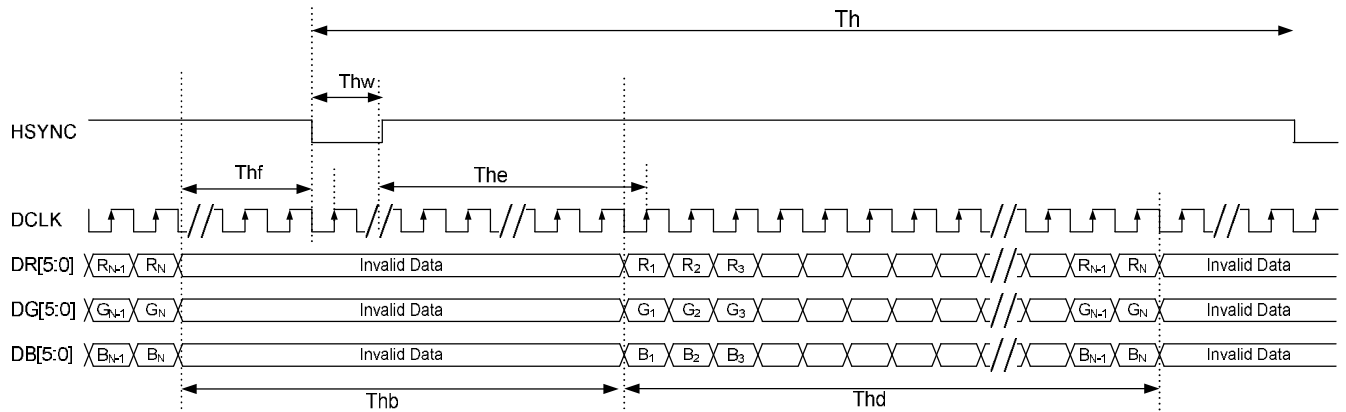 Th
Thw
HSYNC
Thf
The
DCLK
DR[5:0] RN-1 RN Invalid Data R1 R2 R3 RN-1 RN Invalid Data
DG[5:0] GN-1 GN Invalid Data G1 G2 G3 GN-1 GN Invalid Data
DB[5:0] BN-1 BN Invalid Data B1 B2 B3 BN-1 BN Invalid Data
Thb
Thd